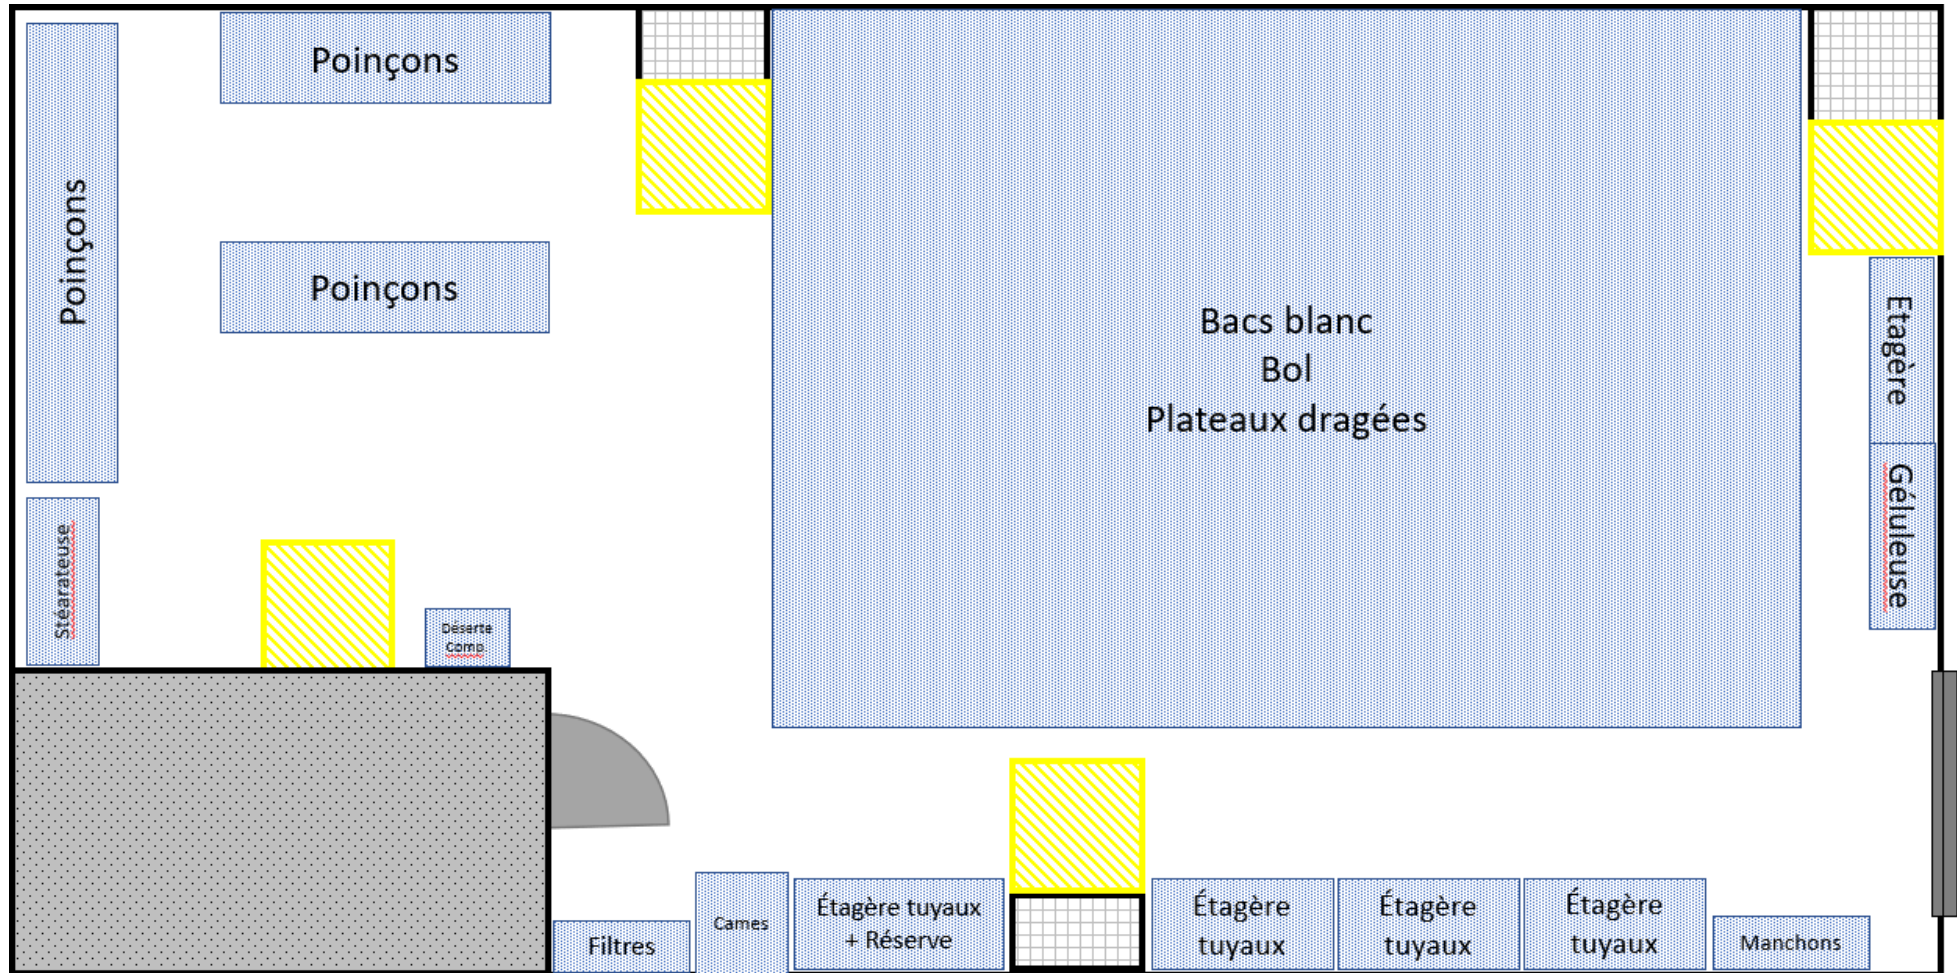 Poinçons
Poinçons
Poinçons
Bacs blanc
Bol
Plateaux dragées
Etagère
Géluleuse
Stéarateuse
Déserte
Comp.
Filtres
Cames
Étagère tuyaux
+ Réserve
Étagère
tuyaux
Étagère
tuyaux
Étagère
tuyaux
Manchons